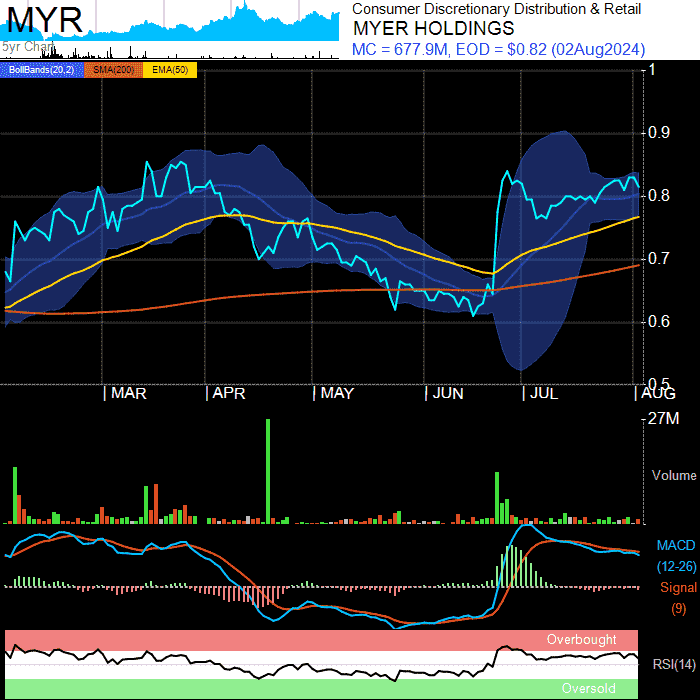 MYR
5yr Chart
Consumer Discretionary Distribution & Retail
MYER HOLDINGS
MC = 677.9M, EOD = $0.82 (02Aug2024)
BollBands(20,2) SMA(200) EMA(50)
1
0.9
0.8
0.7
0.6
0.5
MAR APR MAY JUN JUL AUG
27M
Volume
MACD
(12-26)
Signal
(9)
Overbought
RSI(14)
Oversold